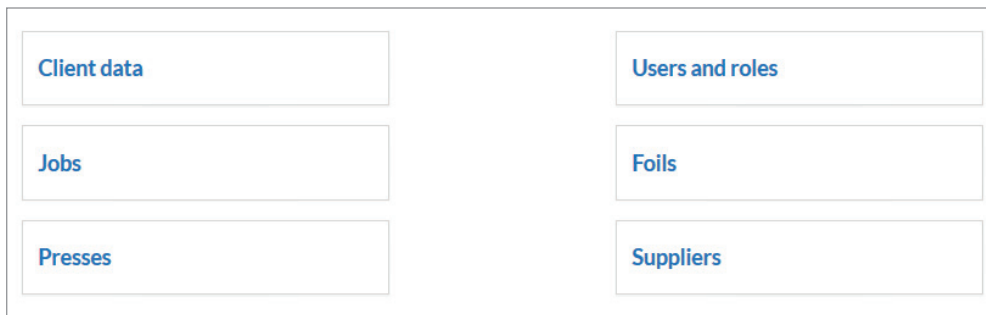 Client data
Users and roles
Jobs
Foils
Presses
Suppliers